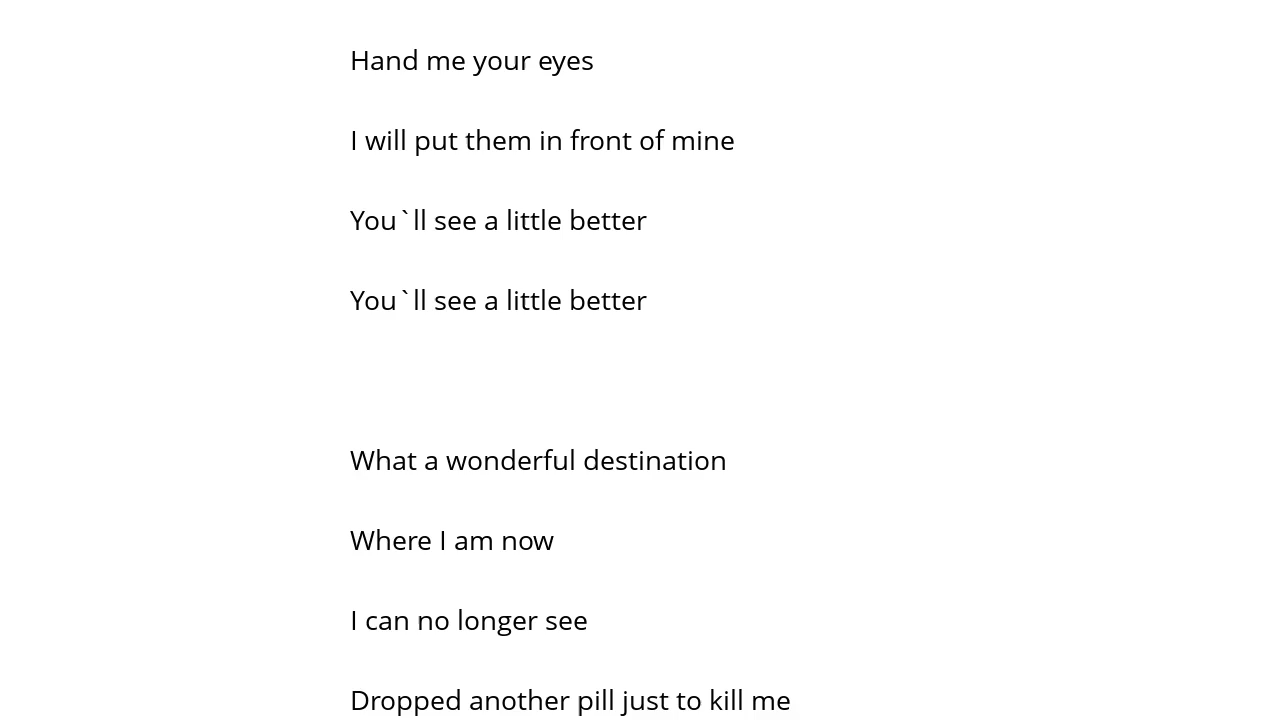 Hand me your eyes
I will put them in front of mine
You`ll see a little better
You`ll see a little better
What a wonderful destination
Where I am now
I can no longer see
Dropped another pill just to kill me